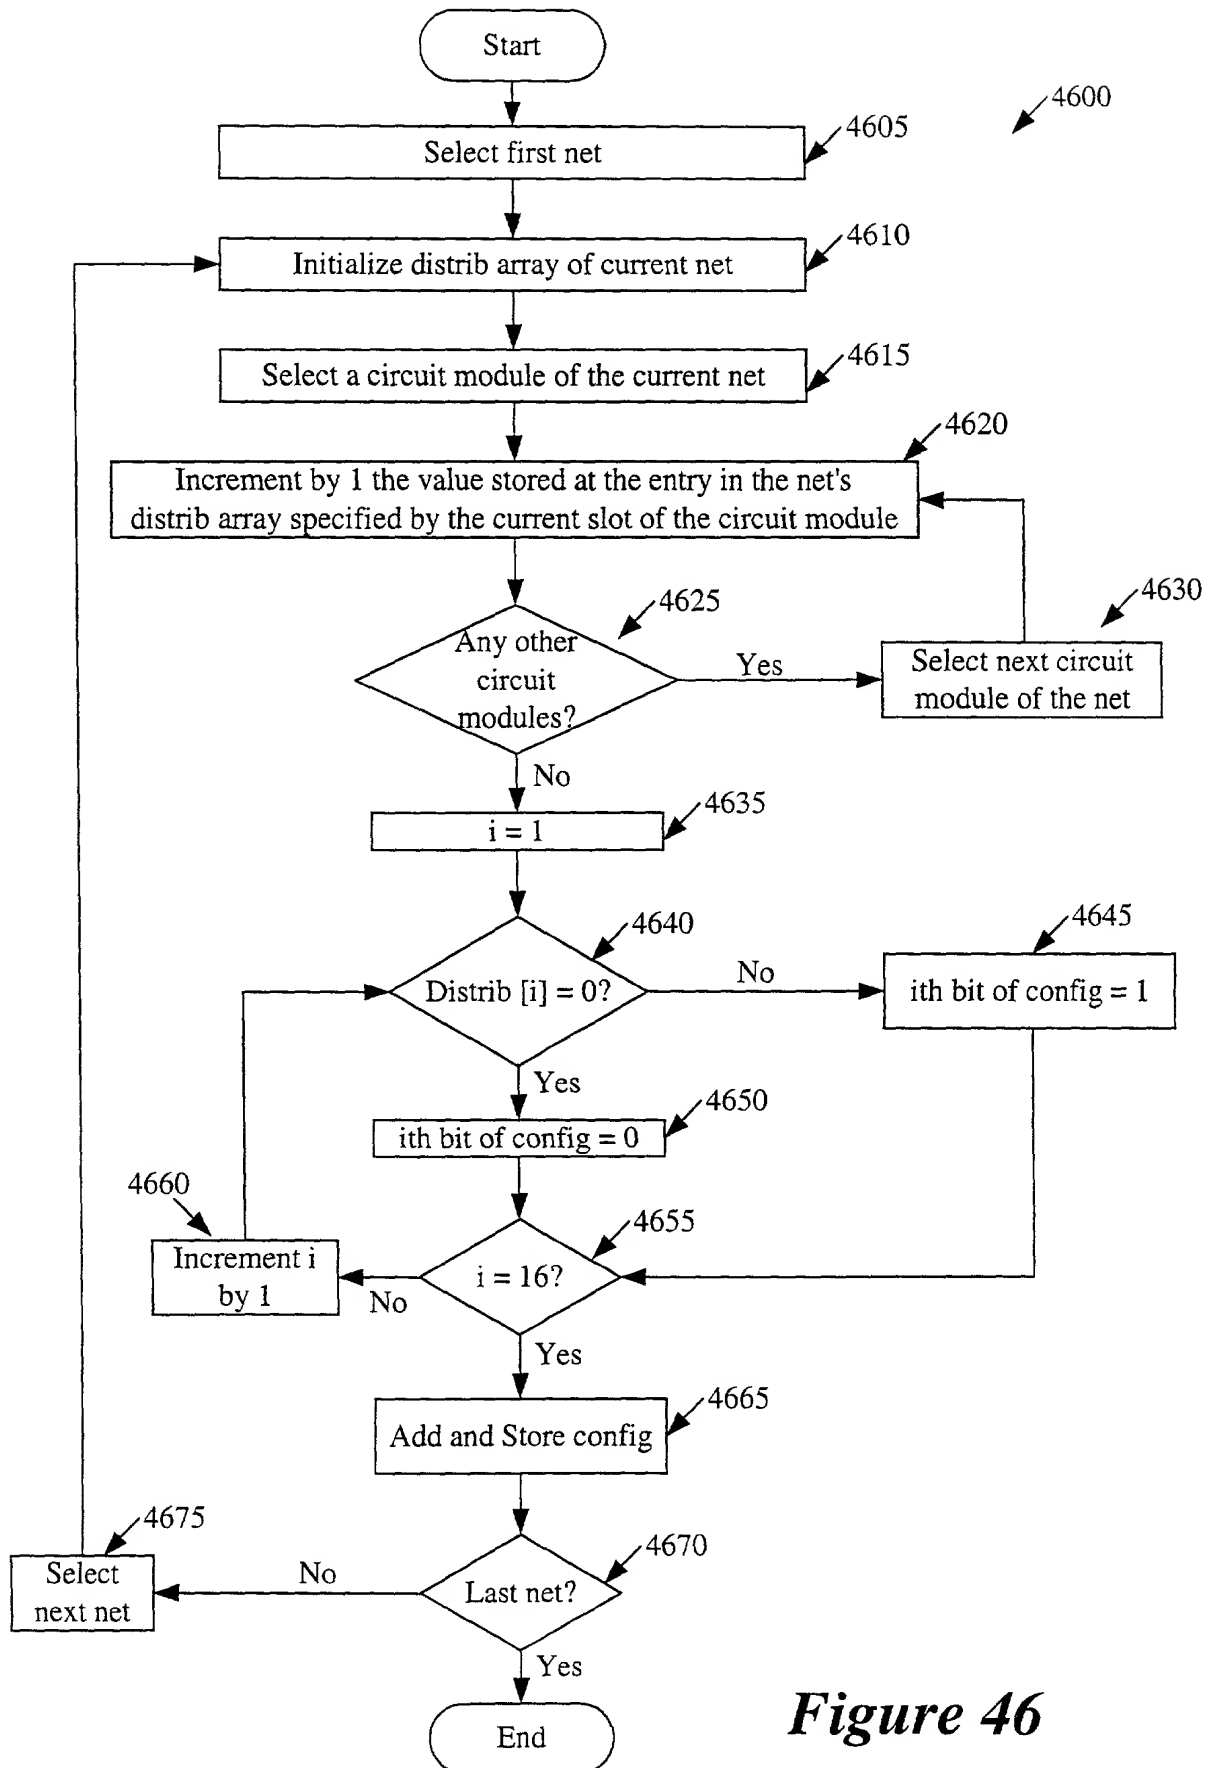 Start
4600
4605
Select first net
4610
Initialize distrib array of current net
4615
Select a circuit module of the current net
4620
Increment by 1 the value stored at the entry in the net's
distrib array specified by the current slot of the circuit module
4625
4630
Any other
circuit
modules?
Yes
Select next circuit
module of the net
No
4635
i = 1
4640
4645
Distrib [i] = 0?
No
ith bit of config = 1
Yes
4650
ith bit of config = 0
4660
4655
Increment i
by 1
i = 16?
No
Yes
4665
Add and Store config
4675
4670
Select
next net
No
Last net?
Yes
End
Figure 46